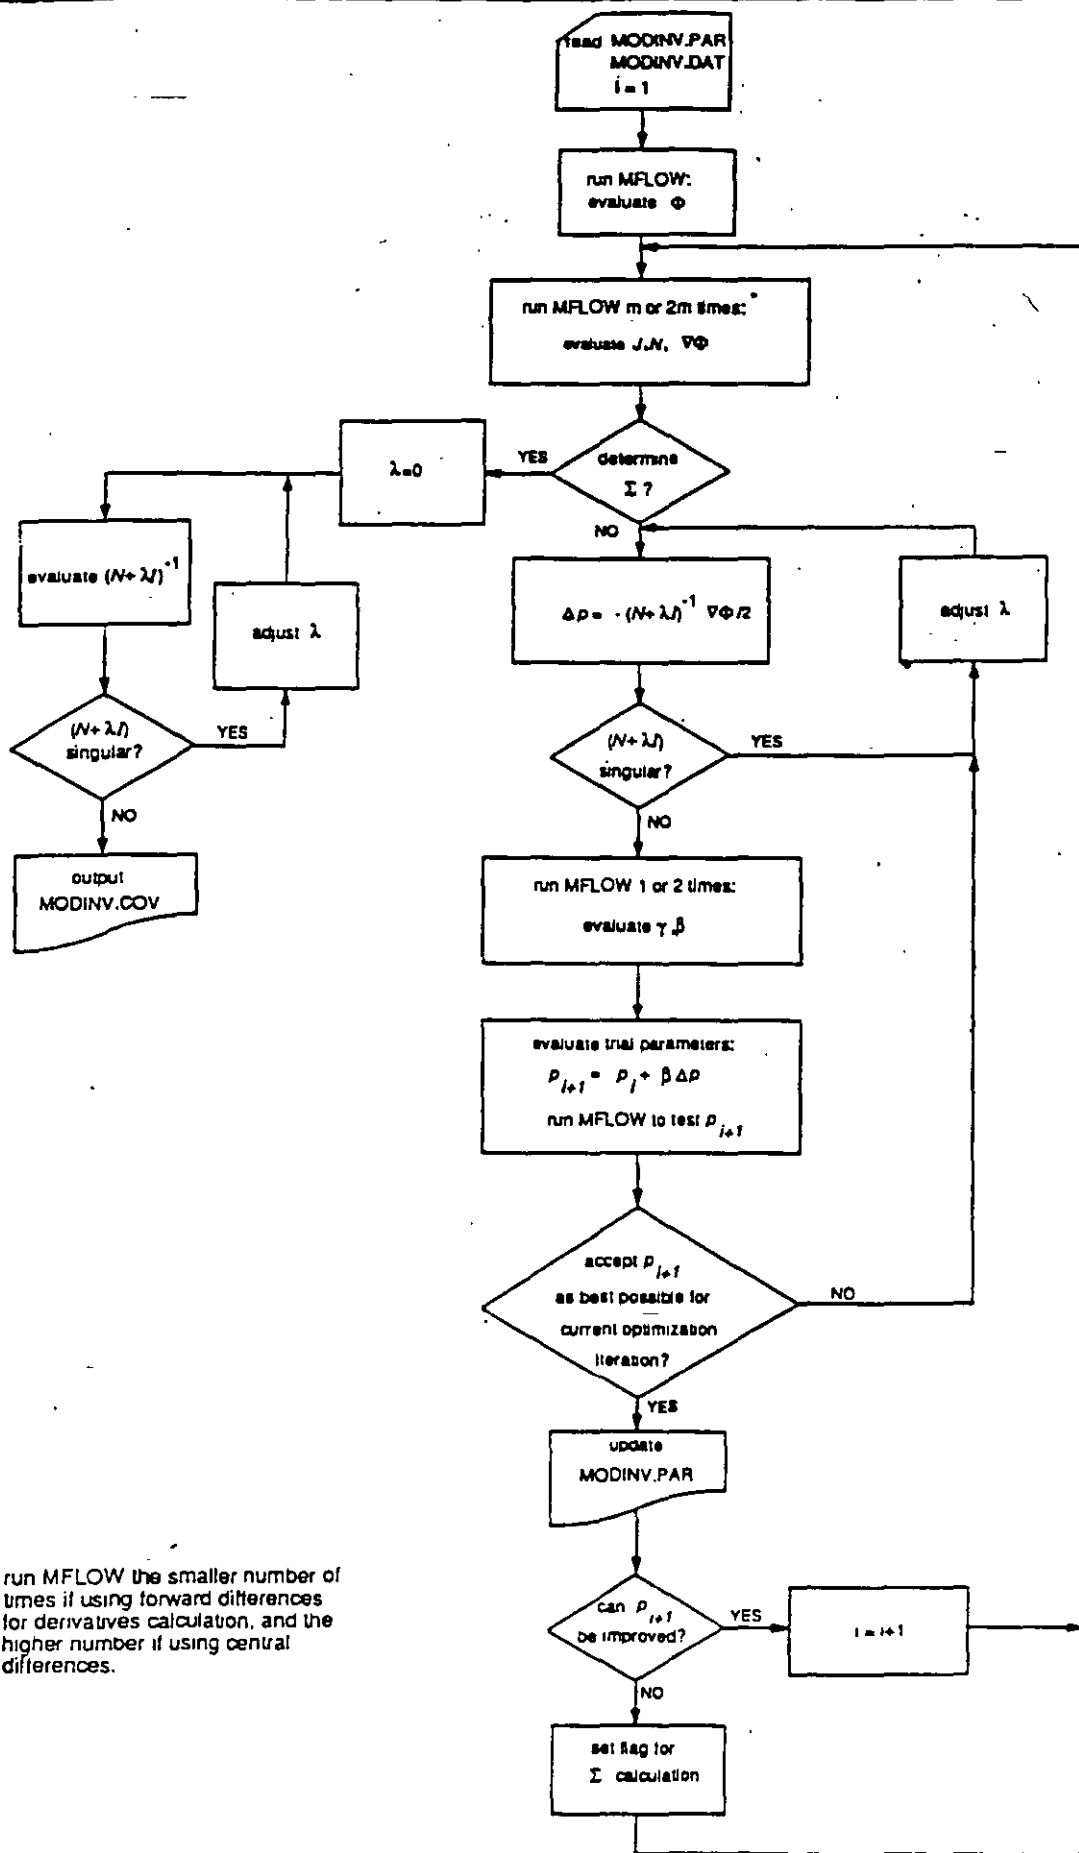 read MODINV.PAR
MODINV.DAT
i = 1
run MFLOW:
evaluate Φ
run MFLOW m or 2m times: *
evaluate J,N, ∇Φ
determine
Σ ?
YES
NO
λ=0
evaluate (N+ λI)⁻¹
adjust λ
(N+ λI)
singular?
YES
NO
output
MODINV.COV
Δp = - (N+ λI)⁻¹ ∇Φ/2
adjust λ
(N+ λI)
singular?
YES
NO
run MFLOW 1 or 2 times:
evaluate γ,β
evaluate trial parameters:
p_{i+1} = p_i + β Δp
run MFLOW to test p_{i+1}
accept p_{i+1}
as best possible for
current optimization
iteration?
NO
YES
update
MODINV.PAR
can p_{i+1}
be improved?
YES
i = i+1
NO
set flag for
Σ calculation
run MFLOW the smaller number of
times if using forward differences
for derivatives calculation, and the
higher number if using central
differences.